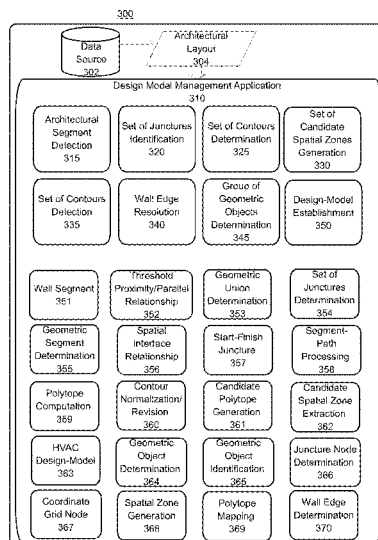 300
Data
Source
302
Architectural
Layout
304
Design Model Management Application
310
Architectural
Segment
Detection
315
Set of Junctures
Identification
320
Set of Contours
Determination
325
Set of
Candidate
Spatial Zones
Generation
330
Set of Contours
Detection
335
Wall Edge
Resolution
340
Group of
Geometric
Objects
Determination
345
Design-Model
Establishment
350
Wall Segment
351
Threshold
Proximity/Parallel
Relationship
352
Geometric
Union
Determination
353
Set of
Junctures
Determination
354
Geometric
Segment
Determination
355
Spatial
Interface
Relationship
356
Start-Finish
Juncture
357
Segment-
Path
Processing
358
Polytope
Computation
359
Contour
Normalization/
Revision
360
Candidate
Polytope
Generation
361
Candidate
Spatial Zone
Extraction
362
HVAC
Design-Model
363
Geometric
Object
Determination
364
Geometric
Object
Identification
365
Juncture Node
Determination
366
Coordinate
Grid Node
367
Spatial Zone
Generation
368
Polytope
Mapping
369
Wall Edge
Determination
370